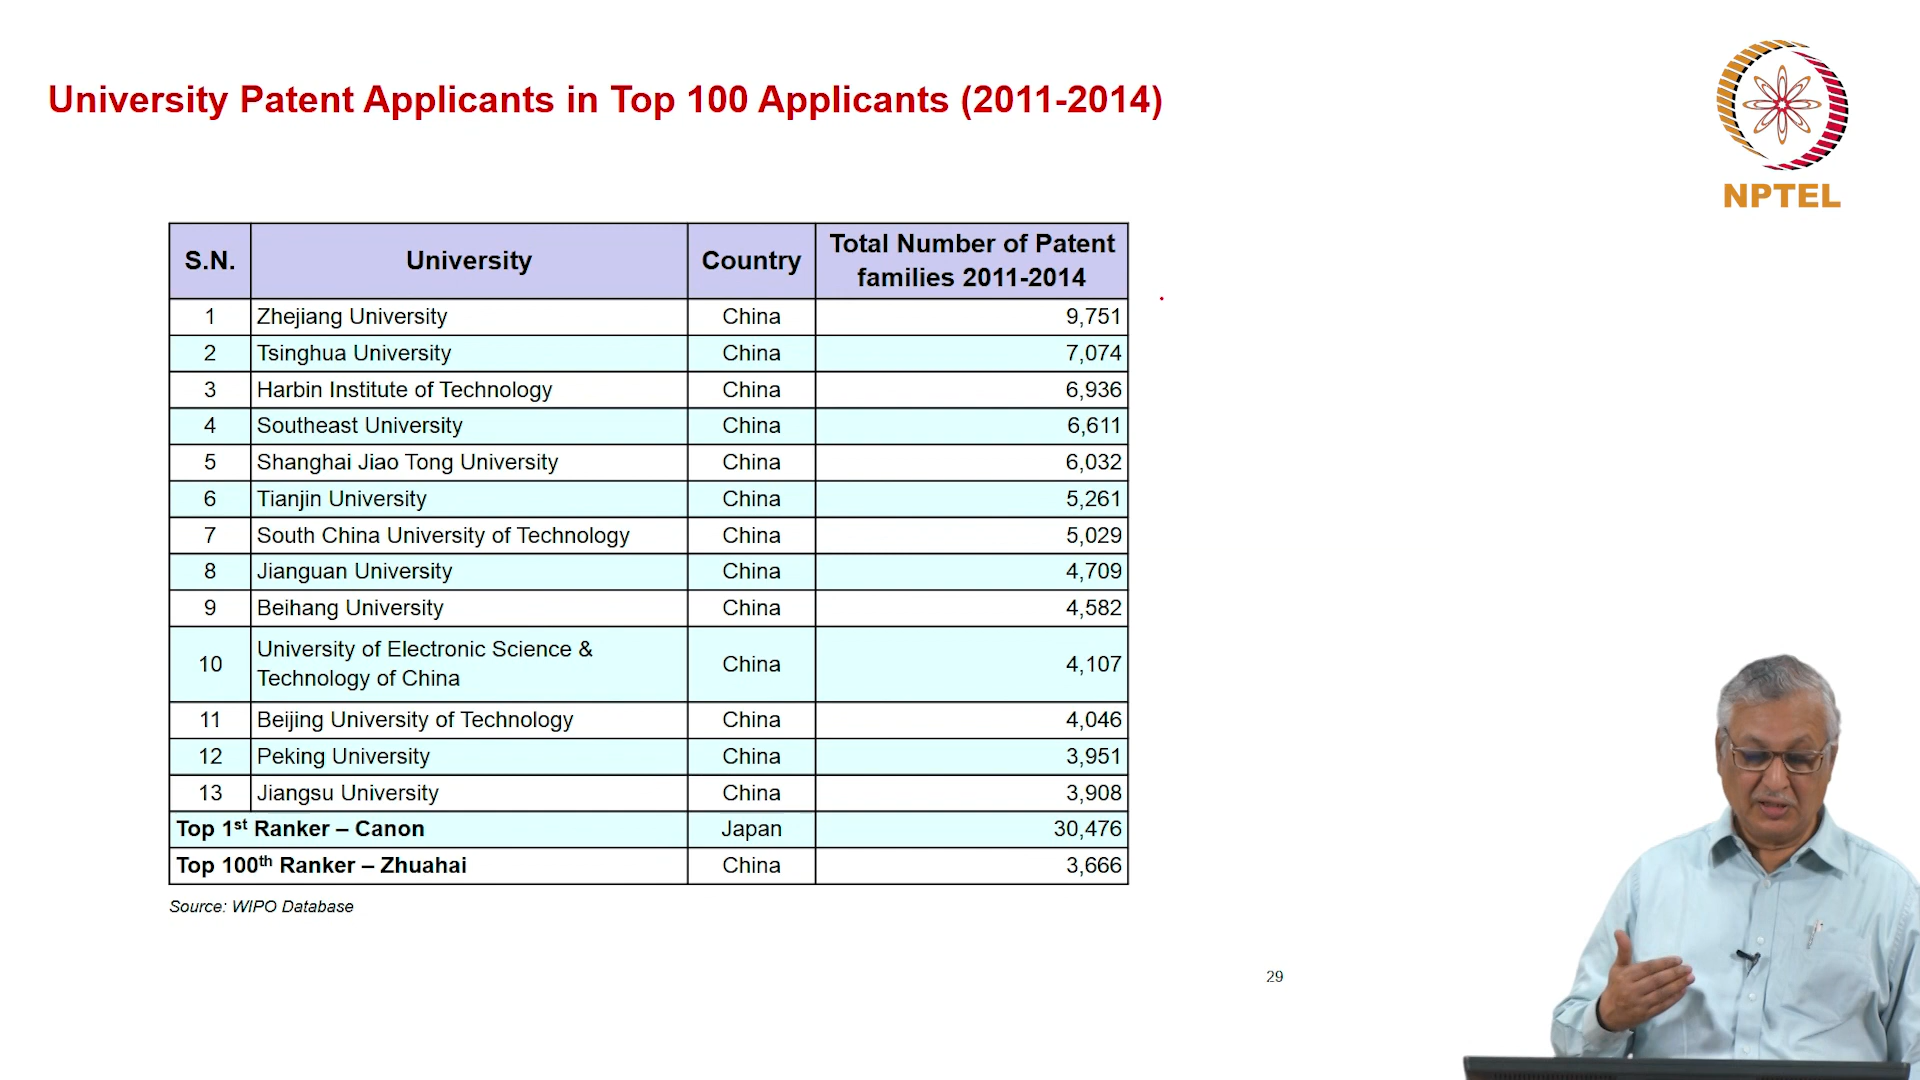 University Patent Applicants in Top 100 Applicants (2011-2014)
NPTEL
S.N. University Country Total Number of Patent families 2011-2014
1 Zhejiang University China 9,751
2 Tsinghua University China 7,074
3 Harbin Institute of Technology China 6,936
4 Southeast University China 6,611
5 Shanghai Jiao Tong University China 6,032
6 Tianjin University China 5,261
7 South China University of Technology China 5,029
8 Jianguan University China 4,709
9 Beihang University China 4,582
10 University of Electronic Science & Technology of China China 4,107
11 Beijing University of Technology China 4,046
12 Peking University China 3,951
13 Jiangsu University China 3,908
Top 1st Ranker – Canon Japan 30,476
Top 100th Ranker – Zhuahai China 3,666
Source: WIPO Database
29